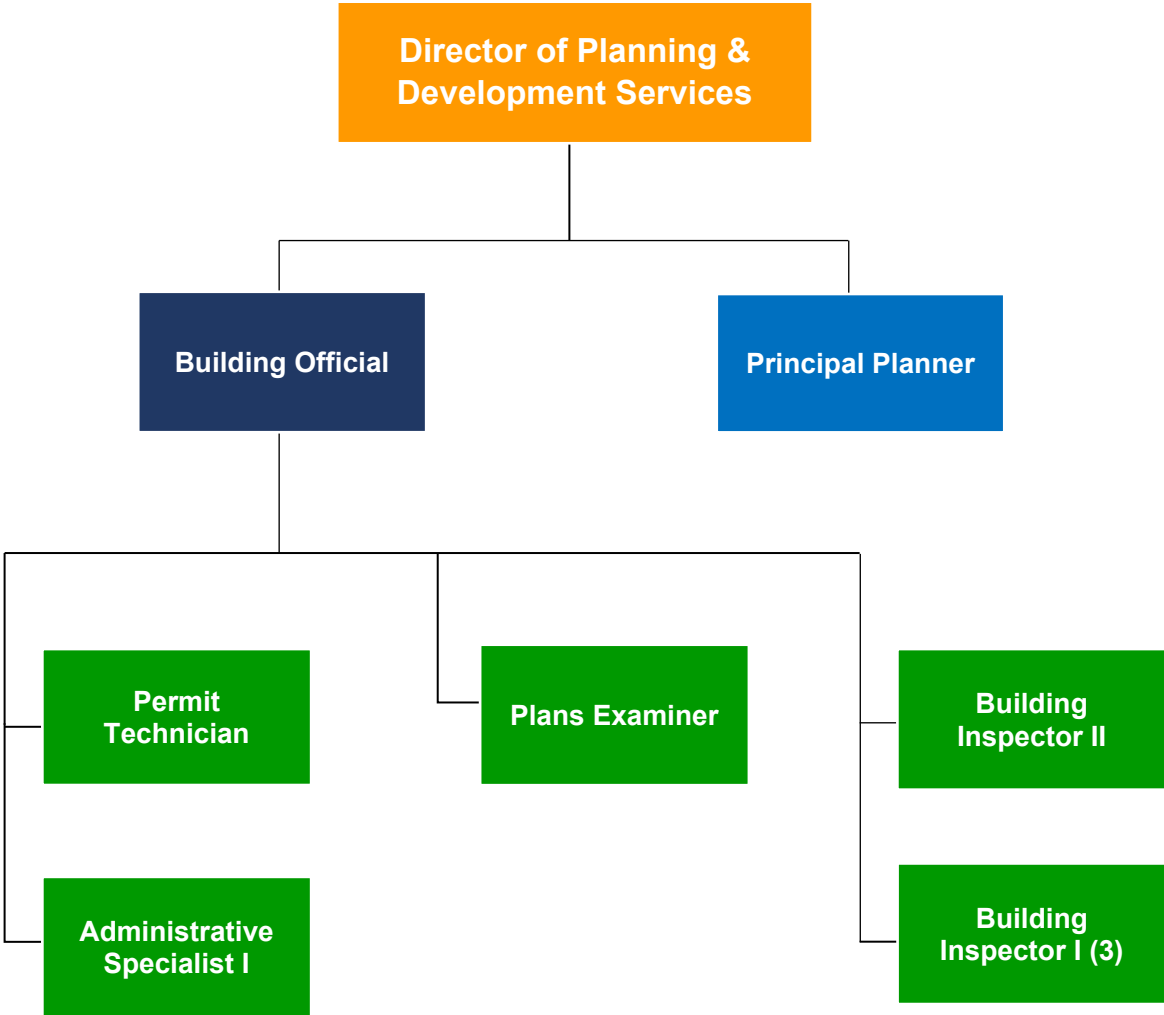 Director of Planning &
Development Services
Building Official
Principal Planner
Permit
Technician
Plans Examiner
Building
Inspector II
Administrative
Specialist I
Building
Inspector I (3)